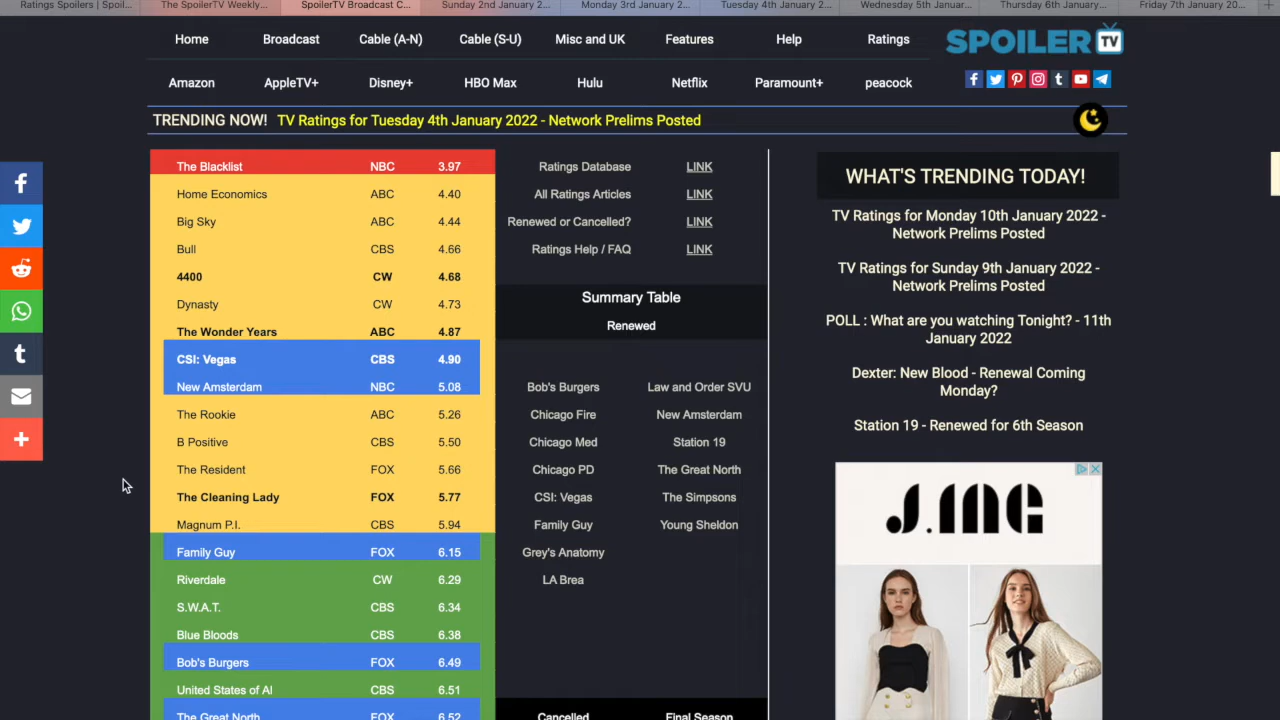 Ratings Spoilers | Spoil...
The SpoilerTV Weekly...
SpoilerTV Broadcast C...
Sunday 2nd January 2...
Monday 3rd January 2...
Tuesday 4th January 2...
Wednesday 5th Januar...
Thursday 6th January...
Friday 7th January 20...
Home Broadcast Cable (A-N) Cable (S-U) Misc and UK Features Help Ratings
SPOILER TV
Amazon AppleTV+ Disney+ HBO Max Hulu Netflix Paramount+ peacock
TRENDING NOW! TV Ratings for Tuesday 4th January 2022 - Network Prelims Posted
The Blacklist NBC 3.97
Home Economics ABC 4.40
Big Sky ABC 4.44
Bull CBS 4.66
4400 CW 4.68
Dynasty CW 4.73
The Wonder Years ABC 4.87
CSI: Vegas CBS 4.90
New Amsterdam NBC 5.08
The Rookie ABC 5.26
B Positive CBS 5.50
The Resident FOX 5.66
The Cleaning Lady FOX 5.77
Magnum P.I. CBS 5.94
Family Guy FOX 6.15
Riverdale CW 6.29
S.W.A.T. CBS 6.34
Blue Bloods CBS 6.38
Bob's Burgers FOX 6.49
United States of Al CBS 6.51
The Great North FOX 6.52
Ratings Database LINK
All Ratings Articles LINK
Renewed or Cancelled? LINK
Ratings Help / FAQ LINK
Summary Table
Renewed
Bob's Burgers Law and Order SVU
Chicago Fire New Amsterdam
Chicago Med Station 19
Chicago PD The Great North
CSI: Vegas The Simpsons
Family Guy Young Sheldon
Grey's Anatomy
LA Brea
Cancelled Final Season
WHAT'S TRENDING TODAY!
TV Ratings for Monday 10th January 2022 -
Network Prelims Posted
TV Ratings for Sunday 9th January 2022 -
Network Prelims Posted
POLL : What are you watching Tonight? - 11th
January 2022
Dexter: New Blood - Renewal Coming
Monday?
Station 19 - Renewed for 6th Season
J.ING